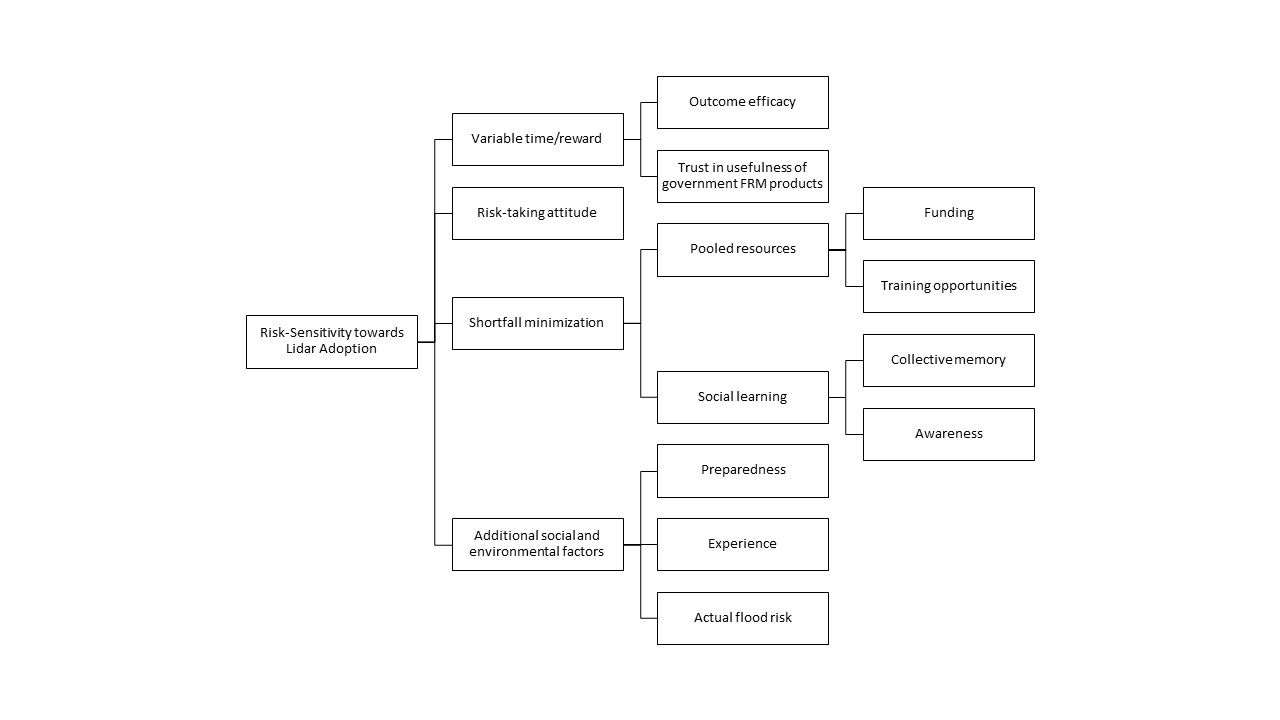 Risk-Sensitivity towards
Lidar Adoption
Variable time/reward
Outcome efficacy
Trust in usefulness of
government FRM products
Risk-taking attitude
Shortfall minimization
Pooled resources
Funding
Training opportunities
Social learning
Collective memory
Awareness
Additional social and
environmental factors
Preparedness
Experience
Actual flood risk